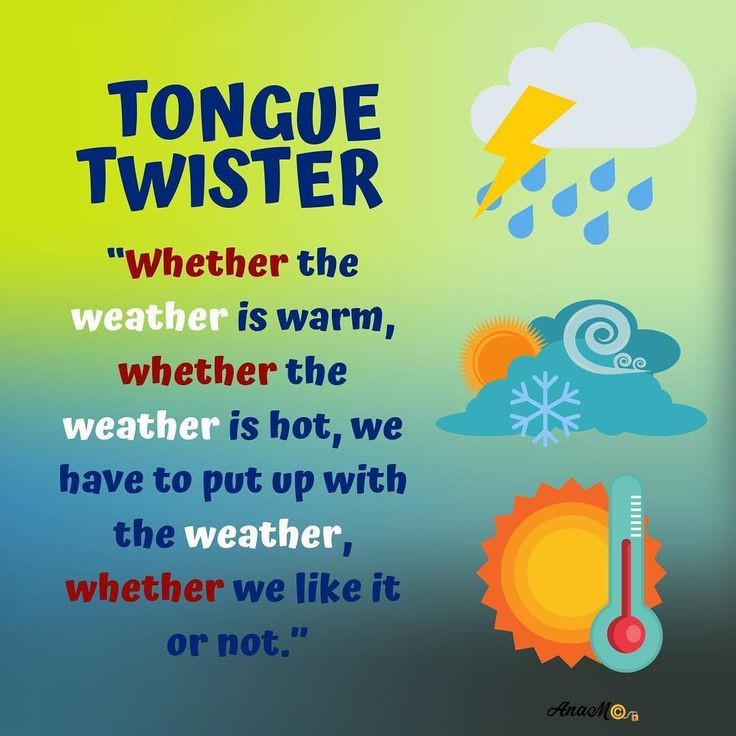 TONGUE
TWISTER
"Whether the
weather is warm,
whether the
weather is hot, we
have to put up with
the weather,
whether we like it
or not."
AnaM©